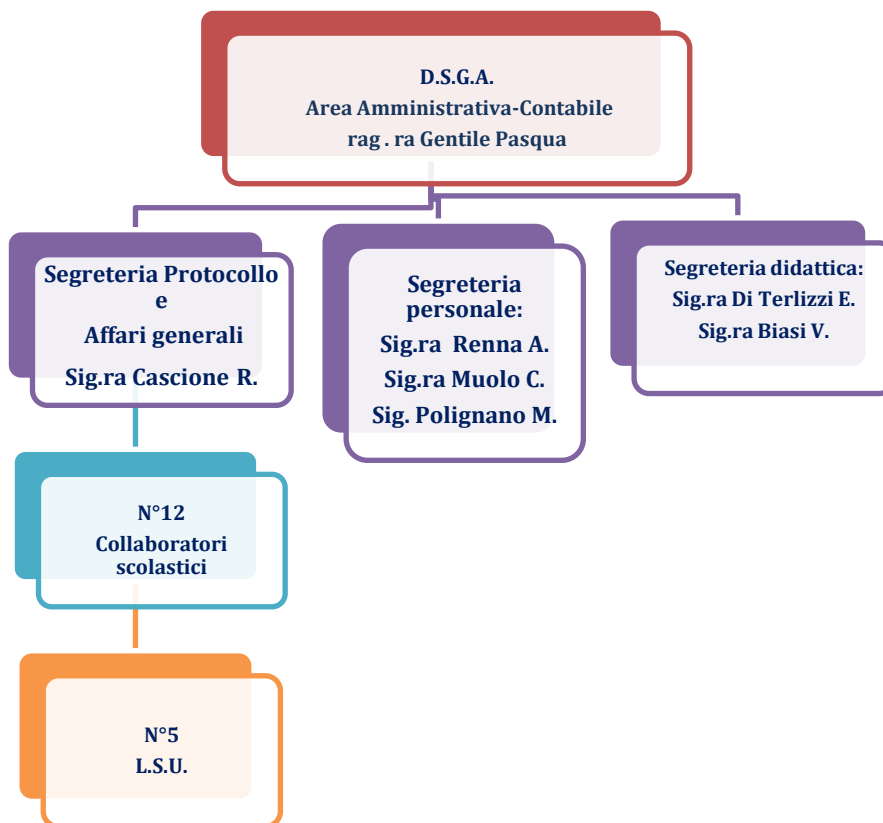 D.S.G.A.
Area Amministrativa-Contabile
rag . ra Gentile Pasqua
Segreteria Protocollo
e
Affari generali
Sig.ra Cascione R.
Segreteria
personale:
Sig.ra Renna A.
Sig.ra Muolo C.
Sig. Polignano M.
Segreteria didattica:
Sig.ra Di Terlizzi E.
Sig.ra Biasi V.
N°12
Collaboratori
scolastici
N°5
L.S.U.